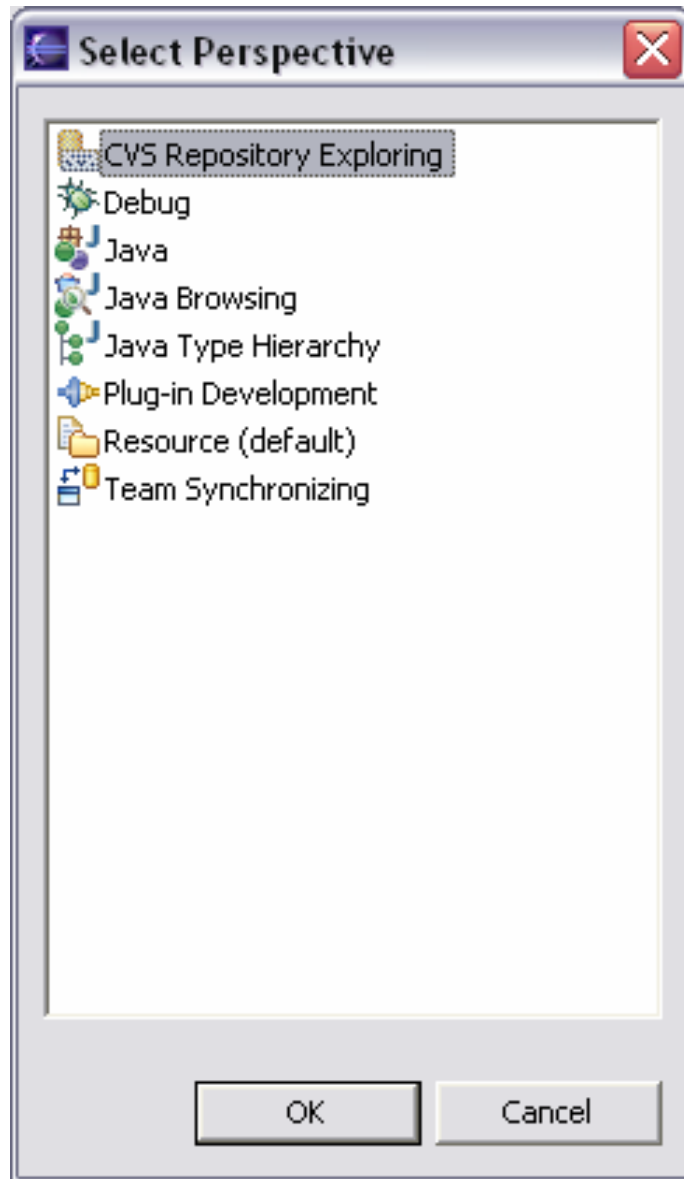 Select Perspective
CVS Repository Exploring
Debug
Java
Java Browsing
Java Type Hierarchy
Plug-in Development
Resource (default)
Team Synchronizing
OK
Cancel